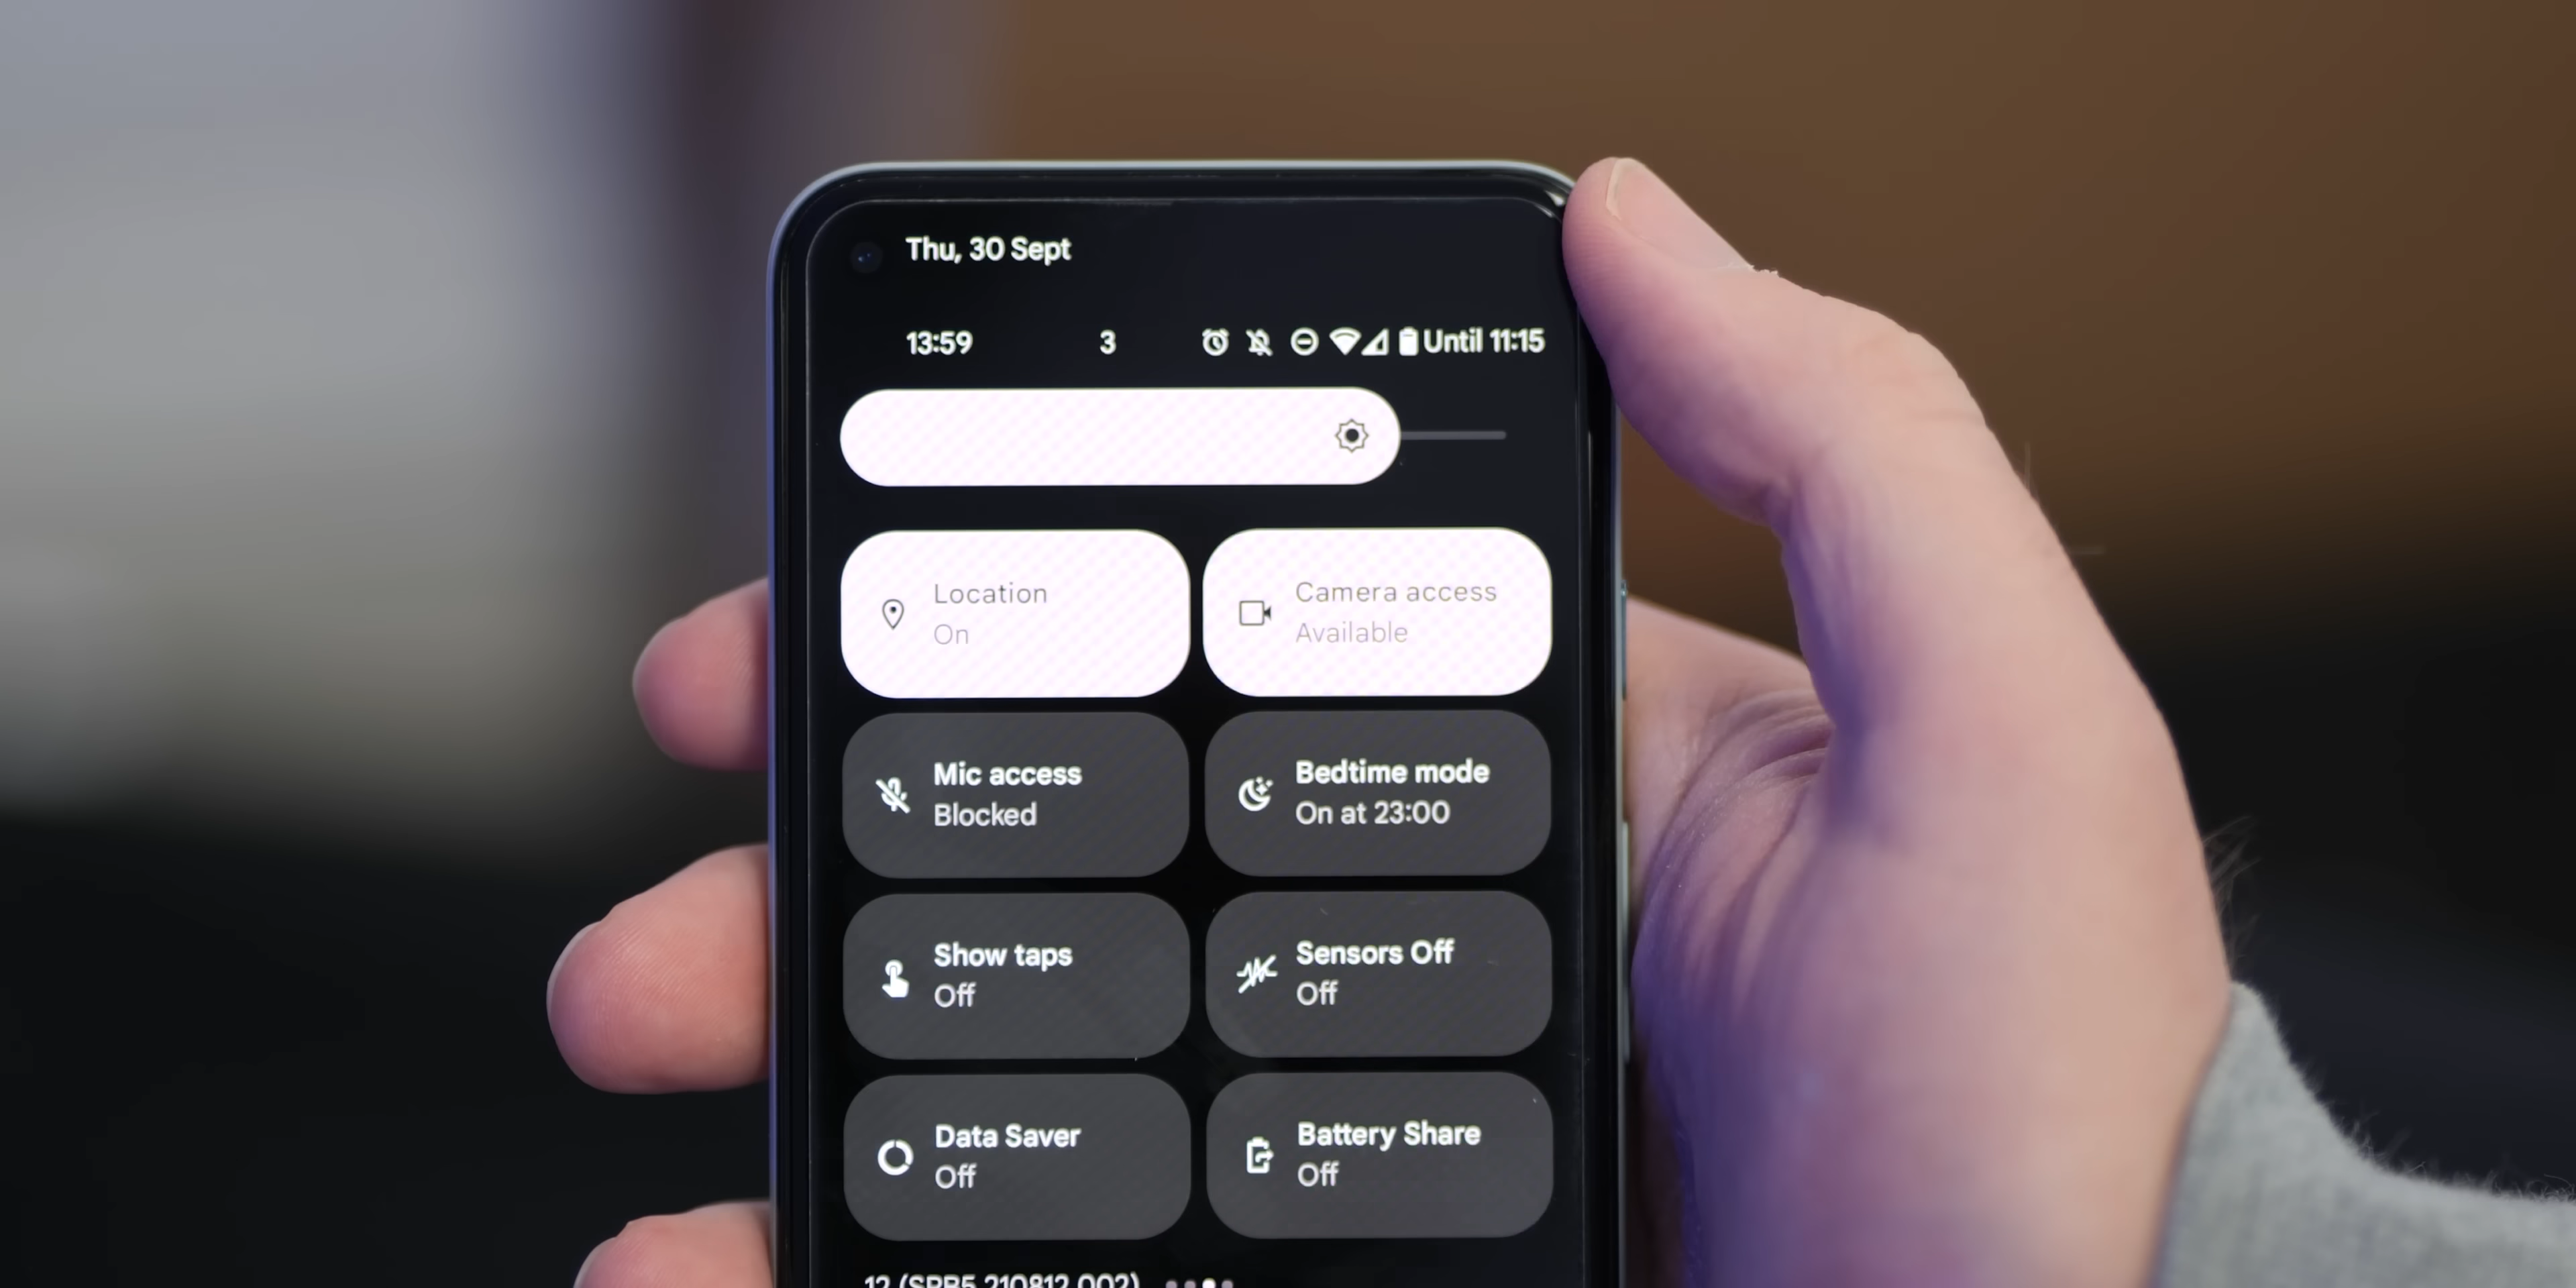 Thu, 30 Sept
13:59 3 Until 11:15
Location
On
Camera access
Available
Mic access
Blocked
Bedtime mode
On at 23:00
Show taps
Off
Sensors Off
Off
Data Saver
Off
Battery Share
Off
12 (SPB5.210812.002)